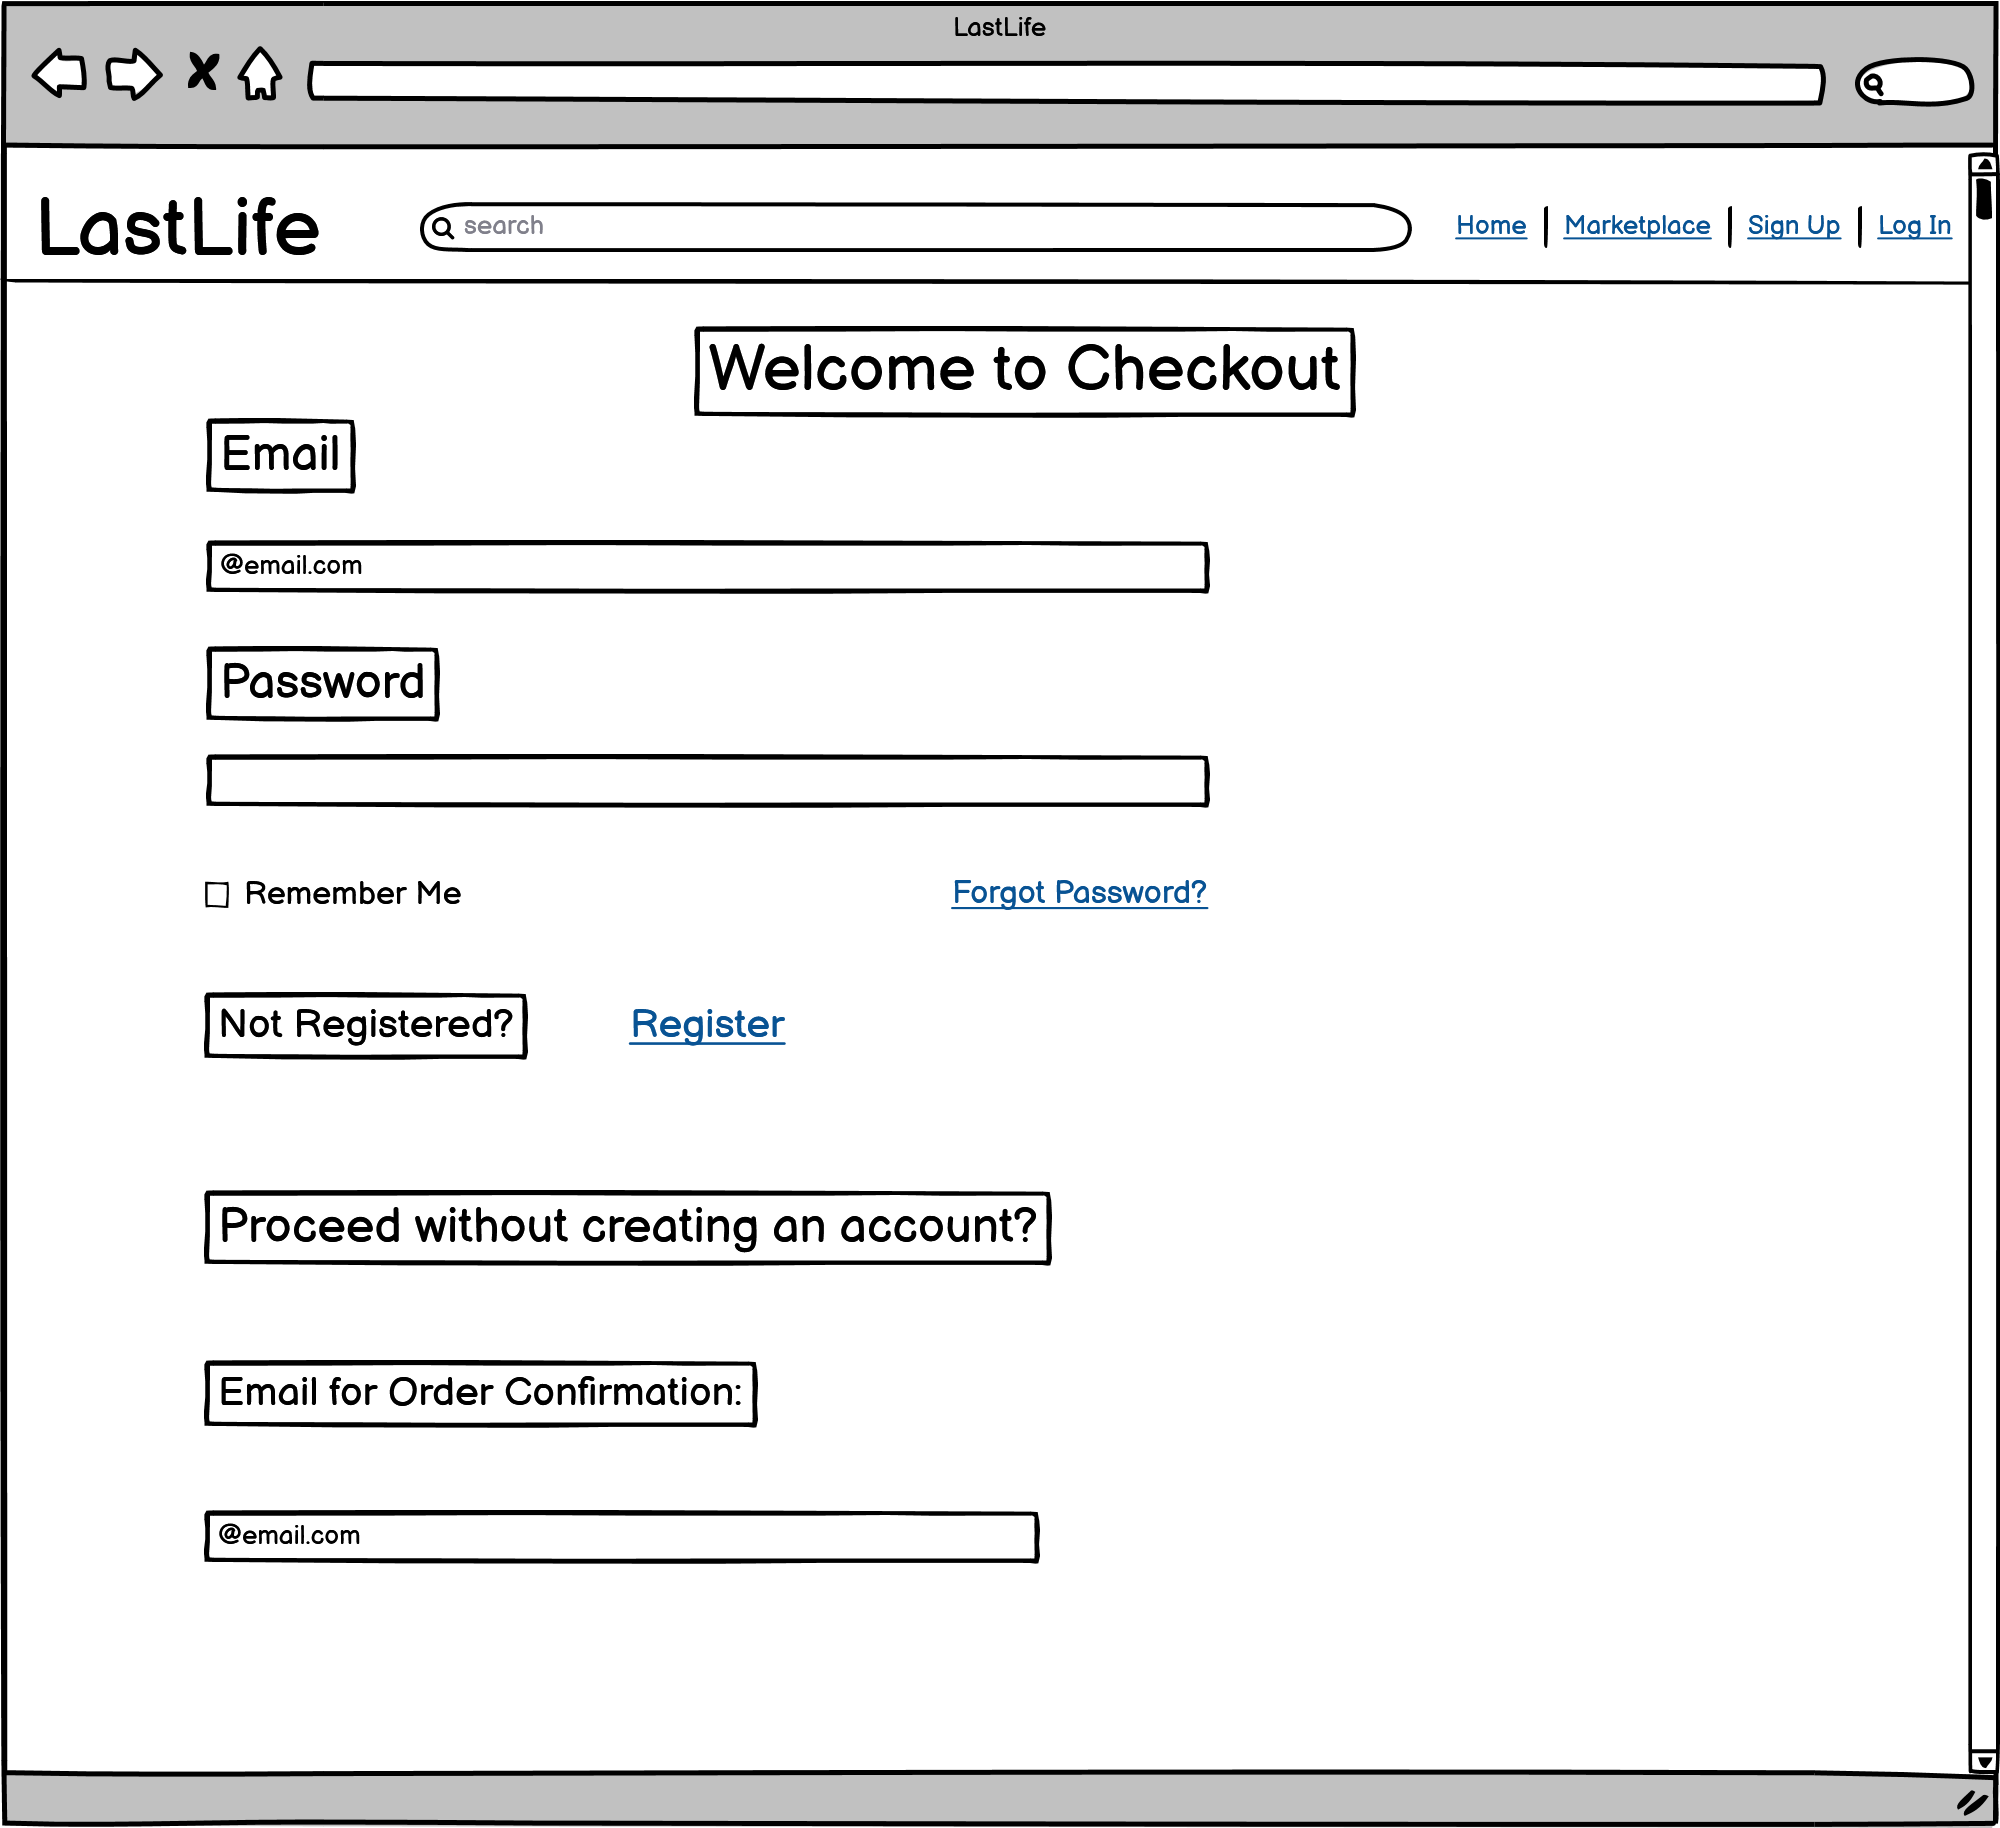 LastLife
LastLife
search
Home Marketplace Sign Up Log In
Welcome to Checkout
Email
@email.com
Password
Remember Me
Forgot Password?
Not Registered?
Register
Proceed without creating an account?
Email for Order Confirmation:
@email.com